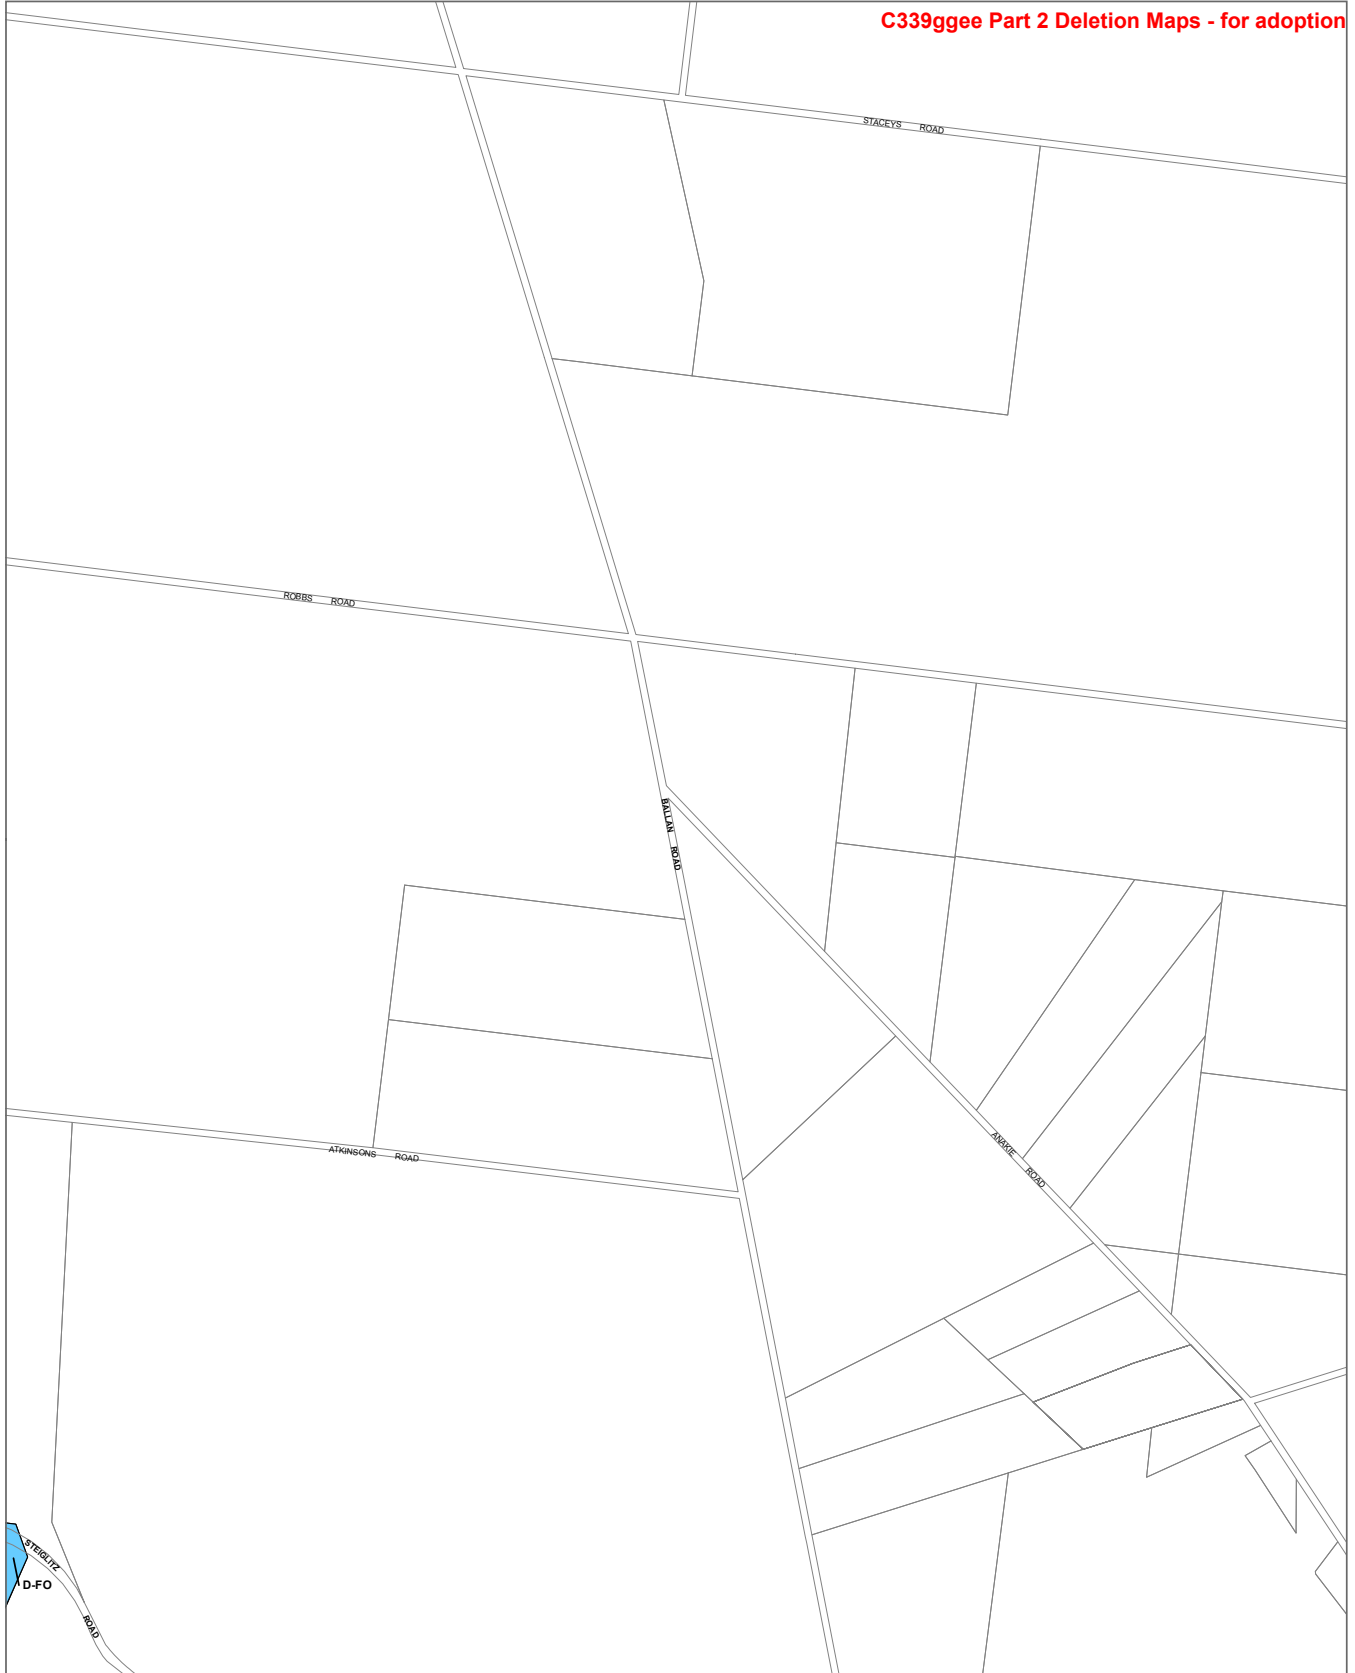 C339ggee Part 2 Deletion Maps - for adoption
STACEYS ROAD
ROBBS ROAD
BALLAN ROAD
ATKINSONS ROAD
ANAKIE ROAD
STEIGLITZ ROAD
D-FO